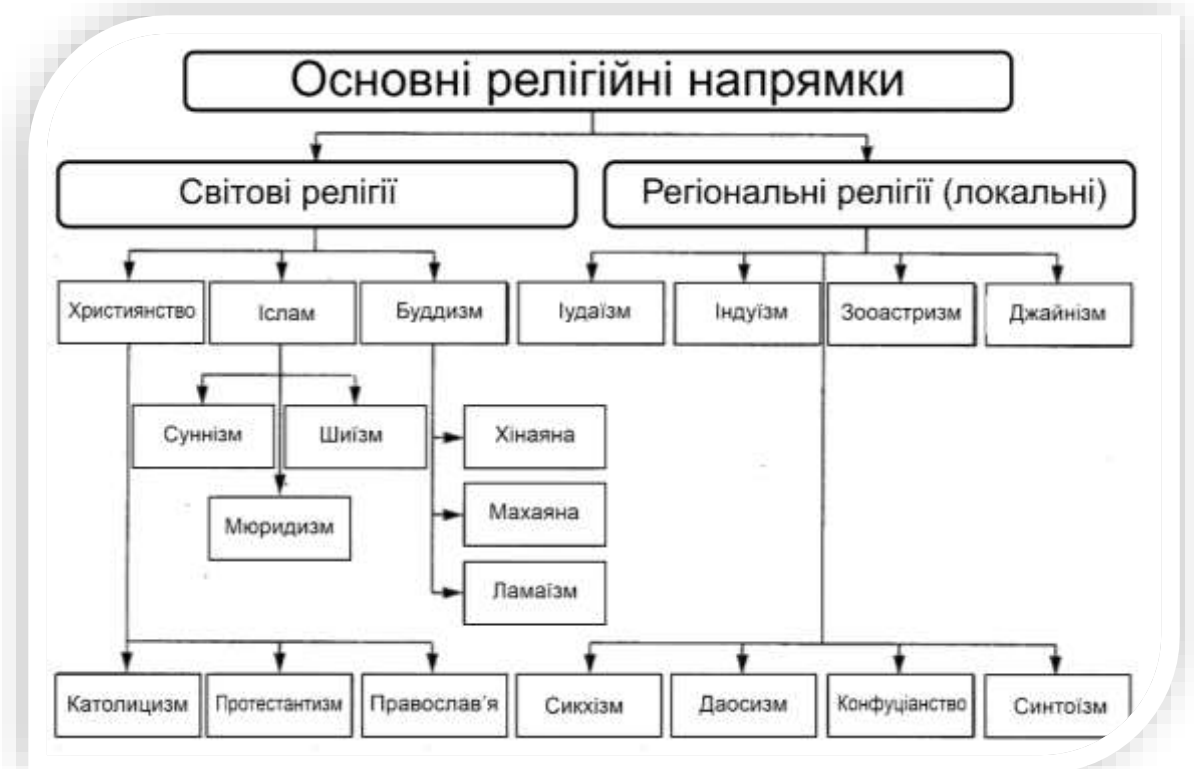 Основні релігійні напрямки
Світові релігії
Регіональні релігії (локальні)
Християнство
Іслам
Буддизм
Іудаїзм
Індуїзм
Зооастризм
Джайнізм
Суннізм
Шиїзм
Хінаяна
Мюридизм
Махаяна
Ламаїзм
Католицизм
Протестантизм
Православ'я
Сикхізм
Даосизм
Конфуціанство
Синтоїзм